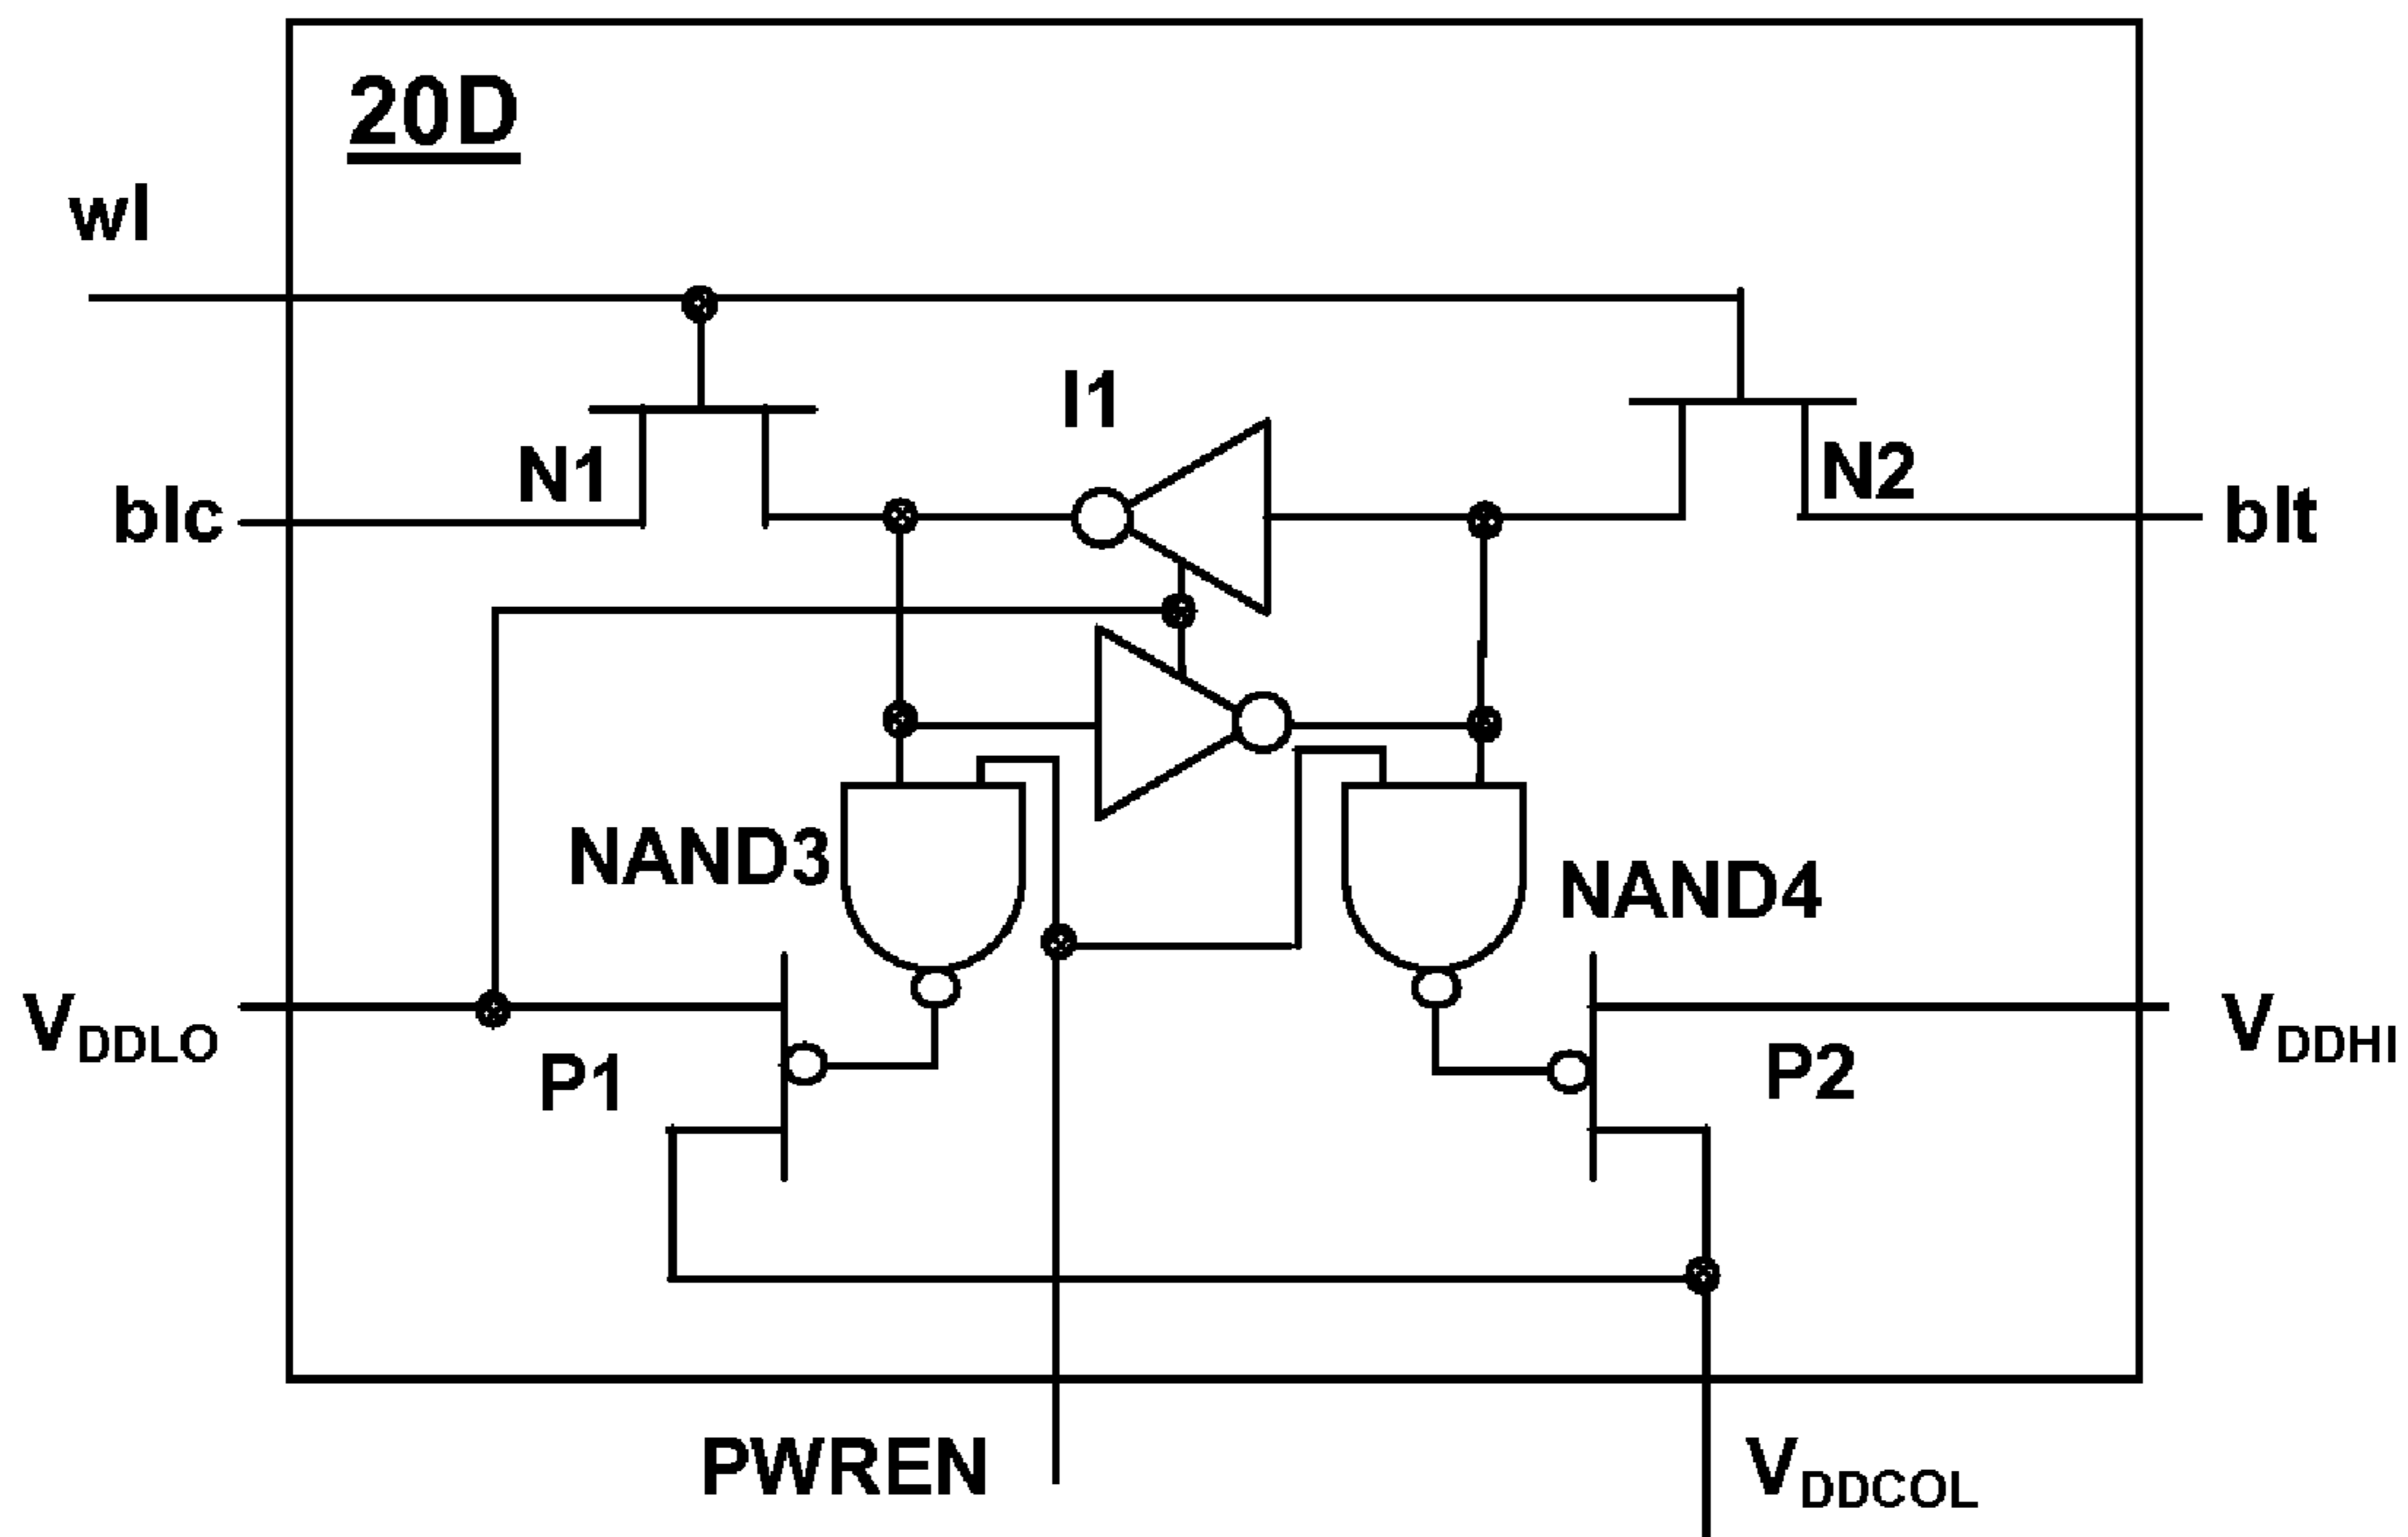 20D
wl
I1
N1
N2
blc
blt
NAND3
NAND4
VDDLO
VDDHI
P1
P2
PWREN
VDDCOL